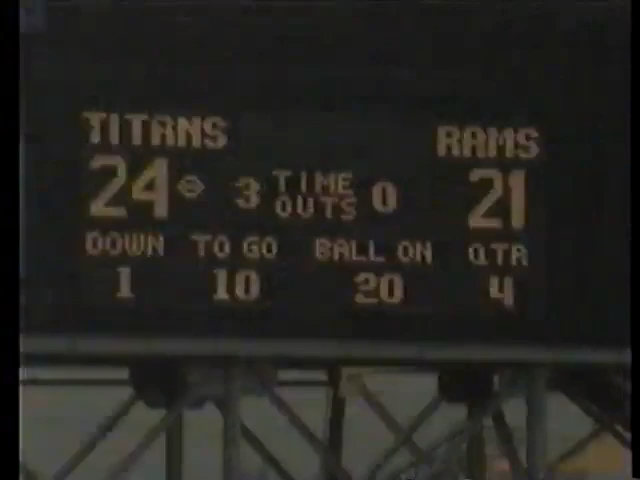 TITANS RAMS
24 3 TIME OUTS 0 21
DOWN TO GO BALL ON QTR
1 10 20 4